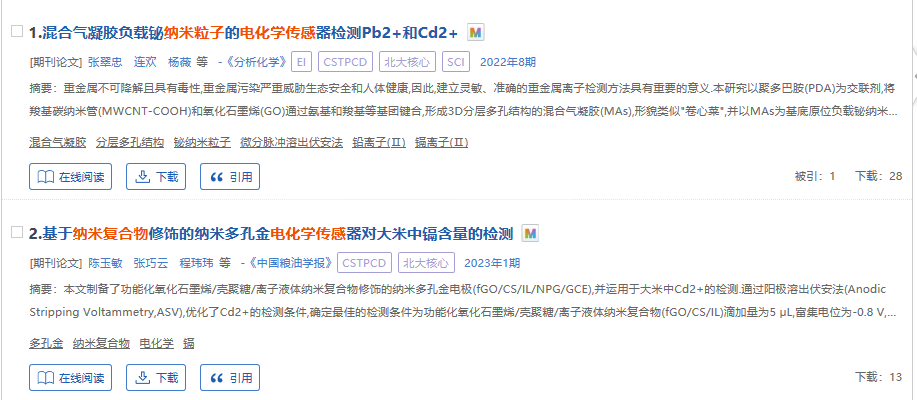 1.混合气凝胶负载铋纳米粒子的电化学传感器检测Pb2+和Cd2+ M
[期刊论文] 张翠忠 连欢 杨薇 等 -《分析化学》 EI CSTPCD 北大核心 SCI 2022年8期
摘要：重金属不可降解且具有毒性,重金属污染严重威胁生态安全和人体健康,因此,建立灵敏、准确的重金属离子检测方法具有重要的意义.本研究以聚多巴胺(PDA)为交联剂,将
羧基碳纳米管(MWCNT-COOH)和氧化石墨烯(GO)通过氨基和羧基等基团键合,形成3D分层多孔结构的混合气凝胶(MAs),形貌类似"卷心菜",并以MAs为基底原位负载铋纳米...
混合气凝胶 分层多孔结构 铋纳米粒子 微分脉冲溶出伏安法 铅离子(Ⅱ) 镉离子(Ⅱ)
在线阅读 下载 引用 被引：1 下载：28
2.基于纳米复合物修饰的纳米多孔金电化学传感器对大米中镉含量的检测 M
[期刊论文] 陈玉敏 张巧云 程玮玮 等 -《中国粮油学报》 CSTPCD 北大核心 2023年1期
摘要：本文制备了功能化氧化石墨烯/壳聚糖/离子液体纳米复合物修饰的纳米多孔金电极(fGO/CS/IL/NPG/GCE),并运用于大米中Cd2+的检测.通过阳极溶出伏安法(Anodic
Stripping Voltammetry,ASV),优化了Cd2+的检测条件,确定最佳的检测条件为功能化氧化石墨烯/壳聚糖/离子液体纳米复合物(fGO/CS/IL)滴加量为5 μL,富集电位为-0.8 V,...
多孔金 纳米复合物 电化学 镉
在线阅读 下载 引用 下载：13